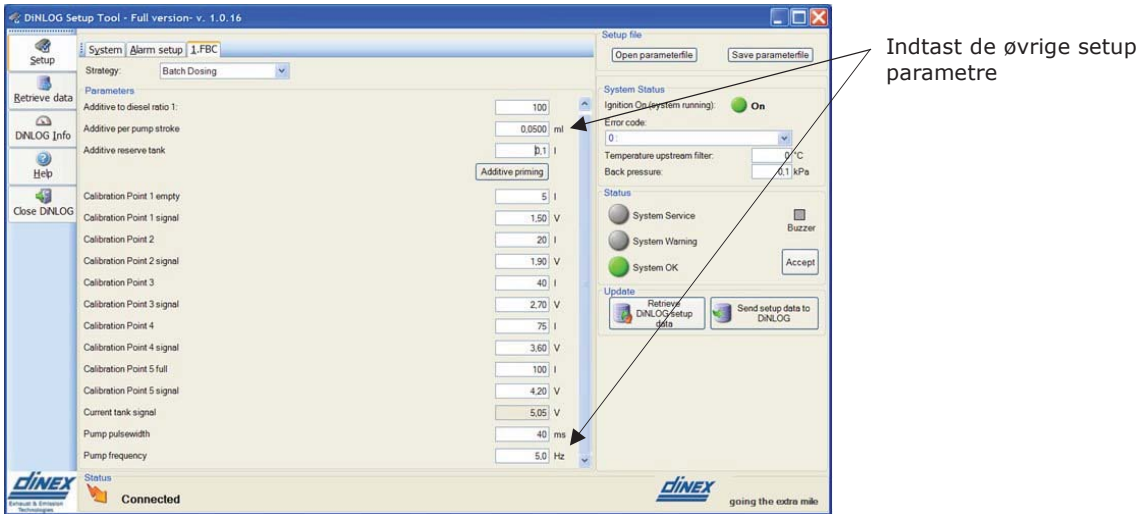 DiNLOG Setup Tool - Full version- v. 1.0.16
Setup
Retrieve data
DiNLOG Info
Help
Close DiNLOG
System Alarm setup 1.FBC
Strategy: Batch Dosing
Parameters
Additive to diesel ratio 1: 100
Additive per pump stroke 0,0500 ml
Additive reserve tank 0,1 l
Additive priming
Calibration Point 1 empty 5 l
Calibration Point 1 signal 1,50 V
Calibration Point 2 20 l
Calibration Point 2 signal 1,90 V
Calibration Point 3 40 l
Calibration Point 3 signal 2,70 V
Calibration Point 4 75 l
Calibration Point 4 signal 3,60 V
Calibration Point 5 full 100 l
Calibration Point 5 signal 4,20 V
Current tank signal 5,05 V
Pump pulsewidth 40 ms
Pump frequency 5,0 Hz
Setup file
Open parameterfile Save parameterfile
System Status
Ignition On (system running): On
Error code:
0 :
Temperature upstream filter: 0 °C
Back pressure: 0,1 kPa
Status
System Service
System Warning
System OK
Buzzer
Accept
Update
Retrieve
DiNLOG setup
data
Send setup data to
DiNLOG
dinex
Exhaust & Emission
Technologies
Status
Connected
dinex
going the extra mile
Indtast de øvrige setup
parametre